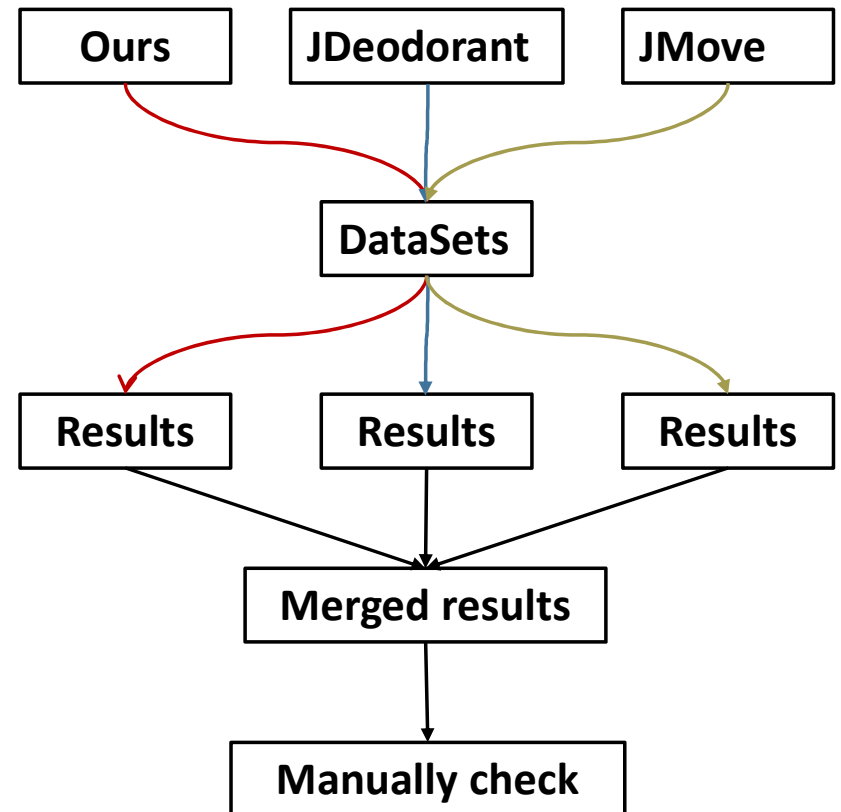 Ours
JDeodorant
JMove
DataSets
Results
Results
Results
Merged results
Manually check